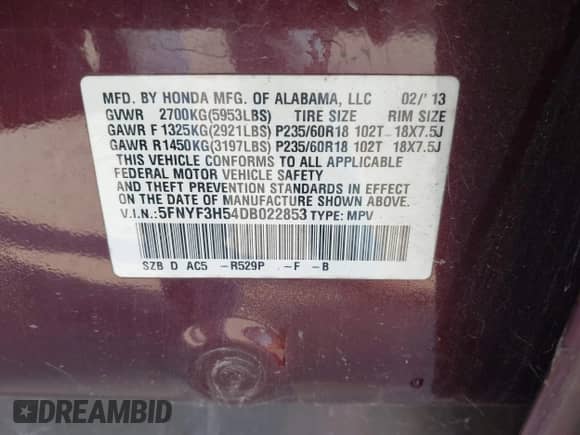 MFD. BY HONDA MFG. OF ALABAMA, LLC 02/'13
GVWR 2700KG(5953LBS) TIRE SIZE RIM SIZE
GAWR F 1325KG(2921LBS) P235/60R18 102T 18X7.5J
GAWR R1450KG(3197LBS) P235/60R18 102T 18X7.5J
THIS VEHICLE CONFORMS TO ALL APPLICABLE
FEDERAL MOTOR VEHICLE SAFETY
AND THEFT PREVENTION STANDARDS IN EFFECT
ON THE DATE OF MANUFACTURE SHOWN ABOVE.
V.I.N.:5FNYF3H54DB022853 TYPE: MPV
SZB D AC5 -R529P -F -B
DREAMBID